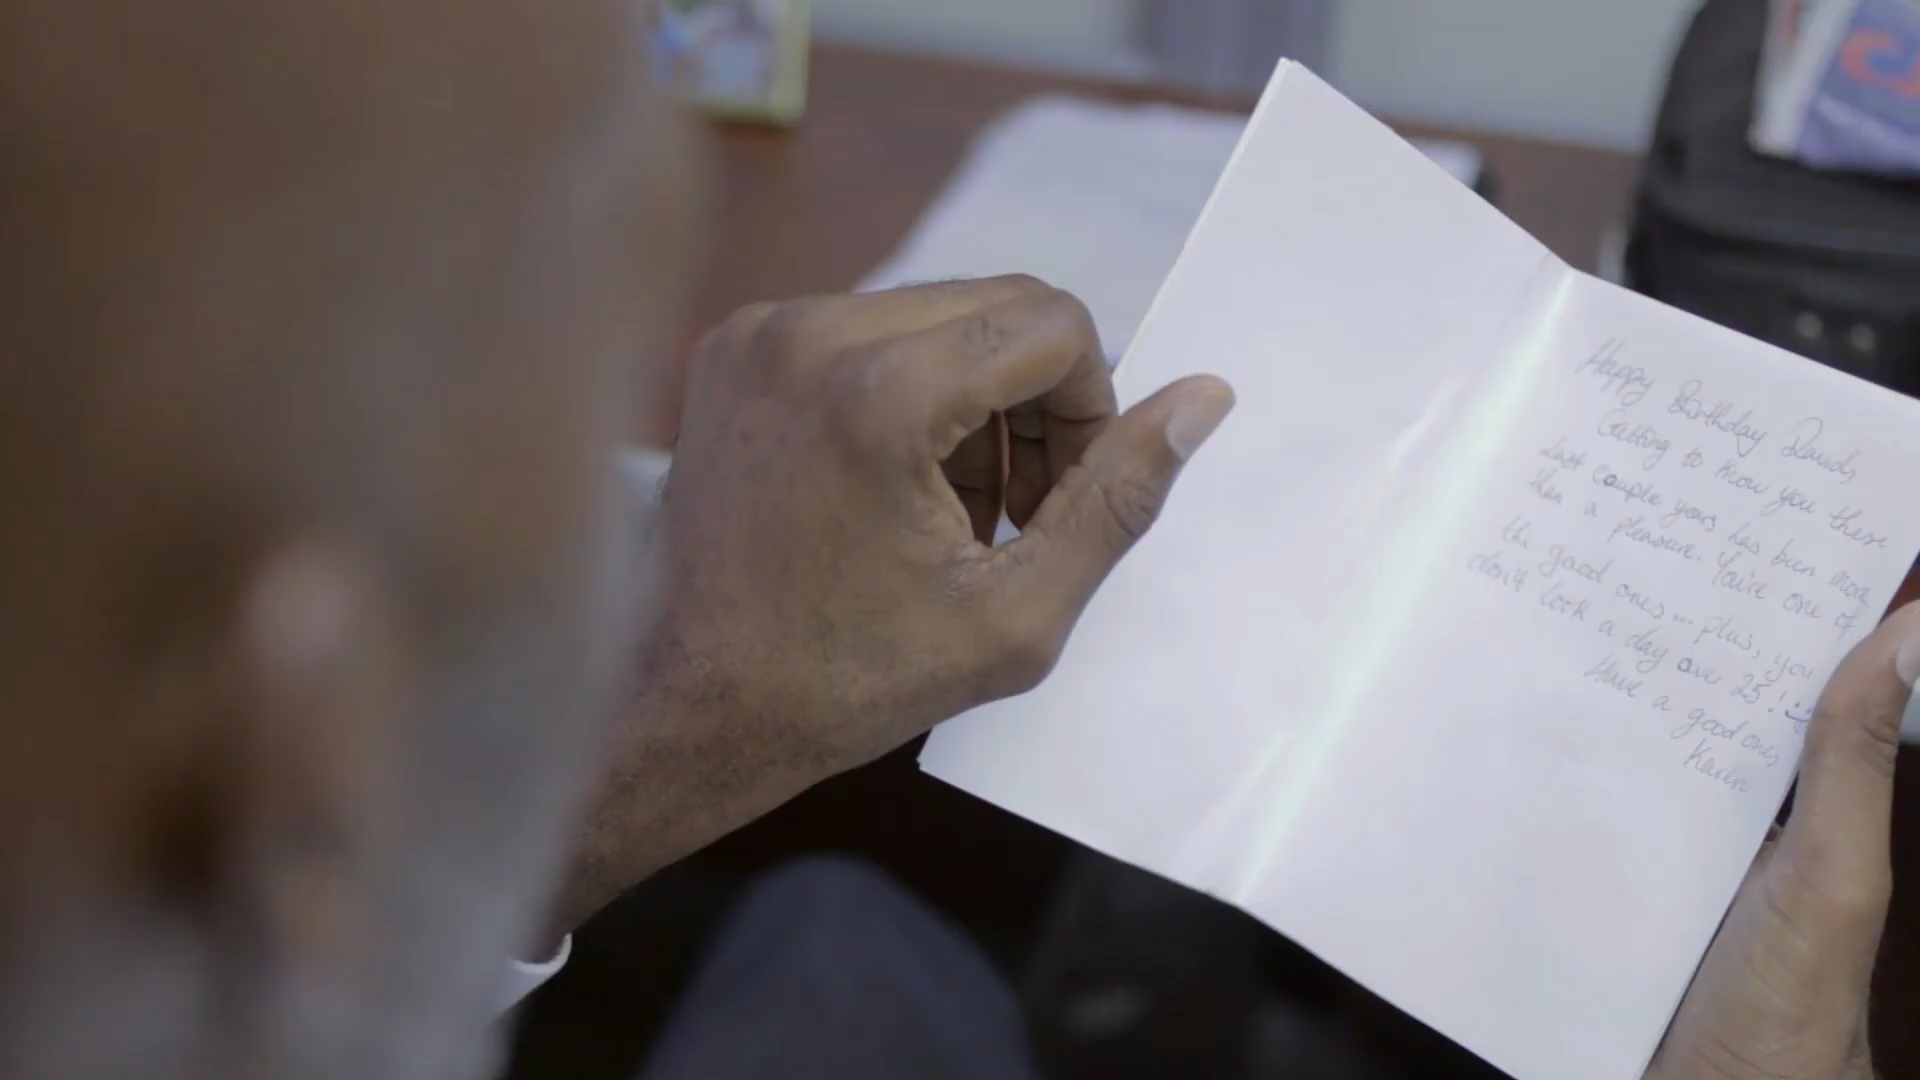 Happy Birthday
Getting to know you these
last couple years has been more
than a pleasure. You're one of
the good ones... plus, you
don't look a day over 25! :)
Have a good one,
Karen